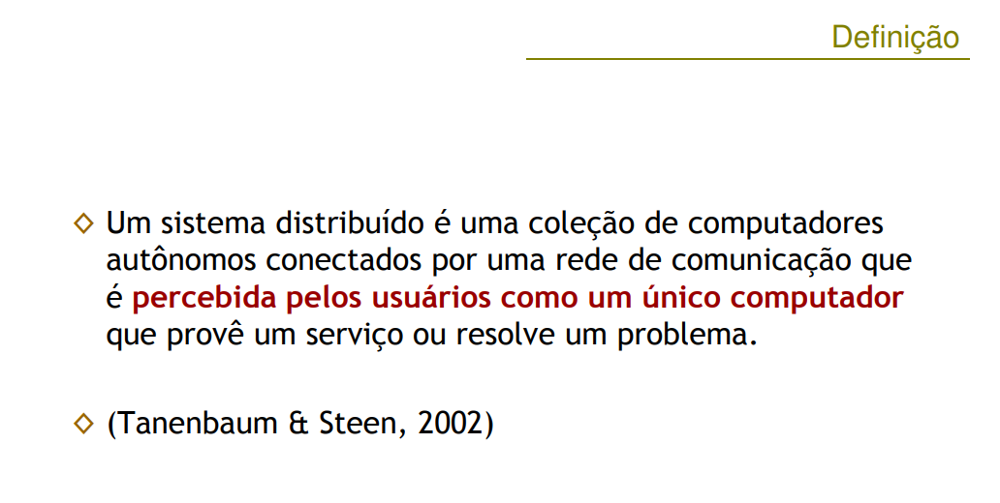 Definição
Um sistema distribuído é uma coleção de computadores
autônomos conectados por uma rede de comunicação que
é percebida pelos usuários como um único computador
que provê um serviço ou resolve um problema.
(Tanenbaum & Steen, 2002)